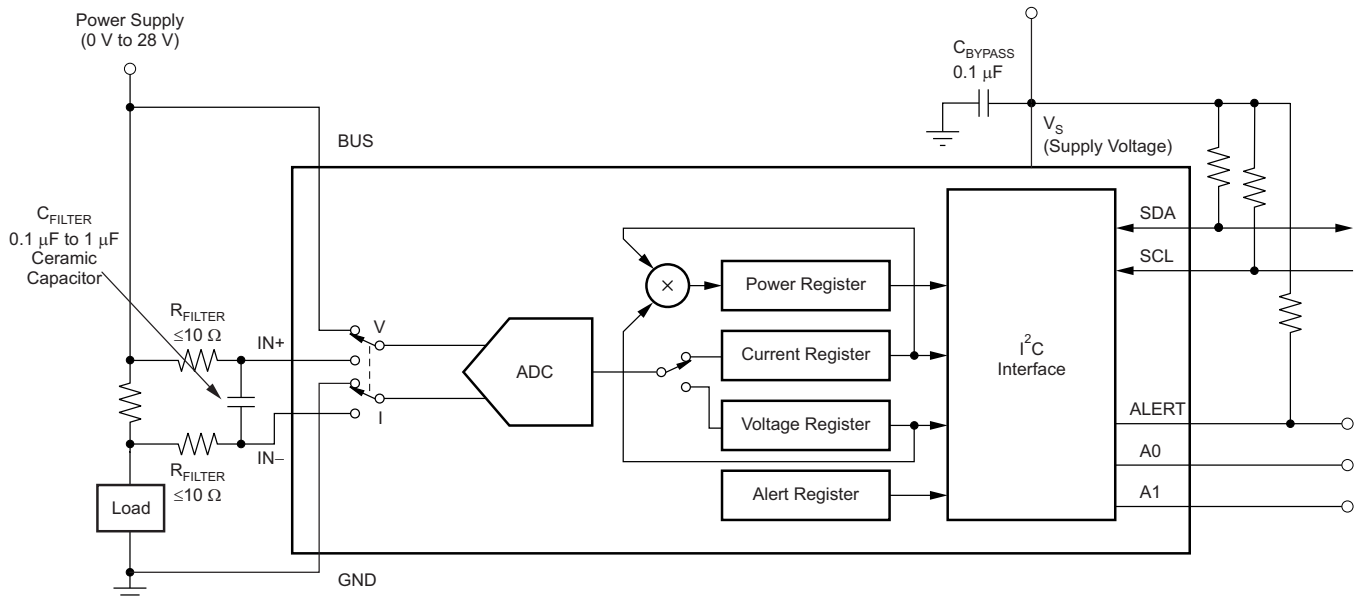 Power Supply
(0 V to 28 V)
C_BYPASS
0.1 μF
V_S
(Supply Voltage)
BUS
C_FILTER
0.1 μF to 1 μF
Ceramic
Capacitor
R_FILTER
≤10 Ω
IN+
V
I
IN–
R_FILTER
≤10 Ω
Load
GND
ADC
×
Power Register
Current Register
Voltage Register
Alert Register
I²C
Interface
SDA
SCL
ALERT
A0
A1